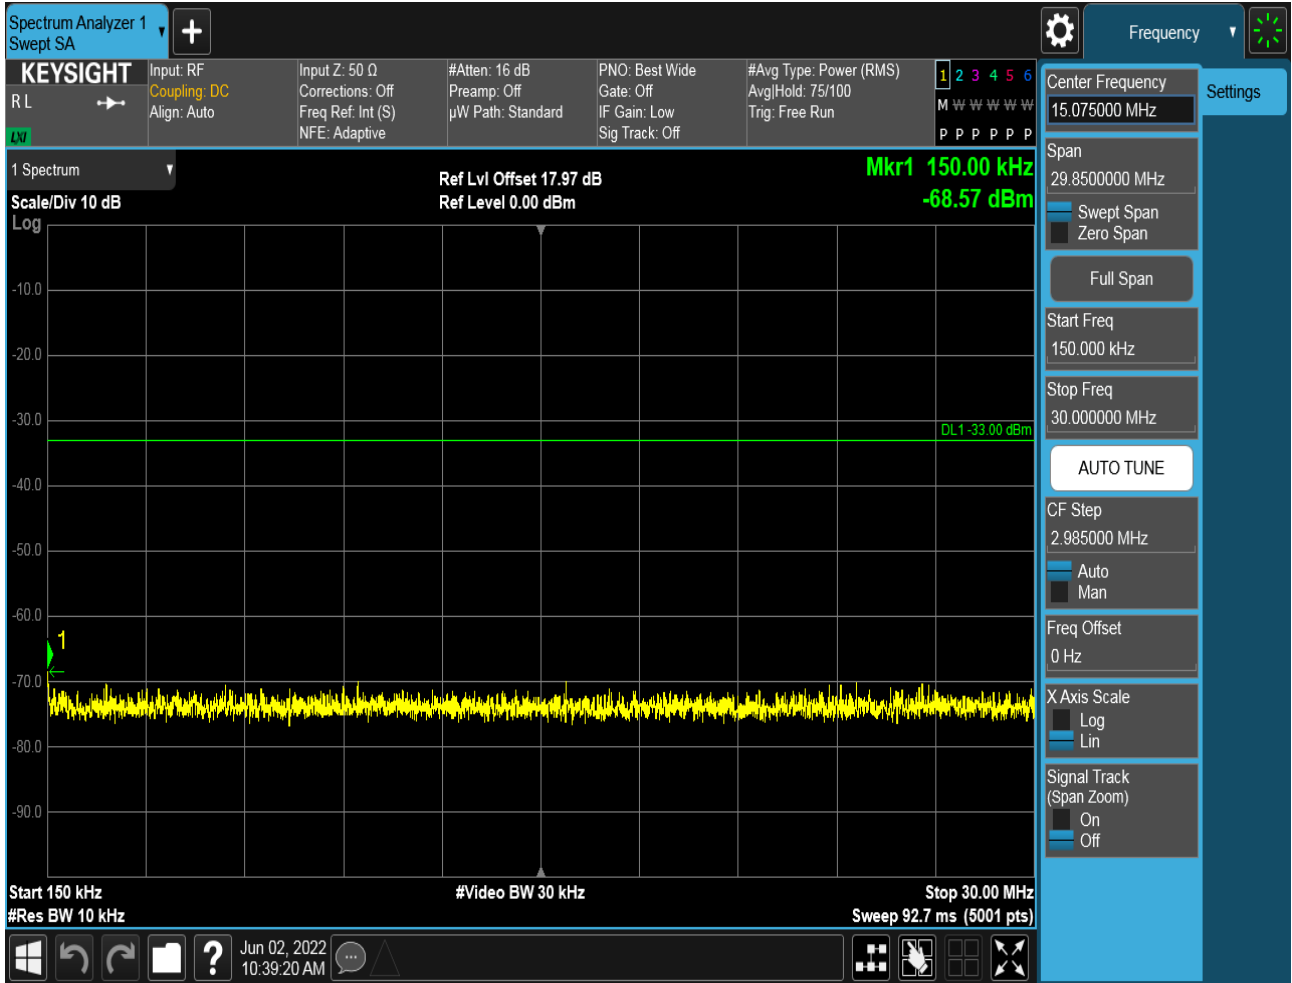 Spectrum Analyzer 1
Swept SA
+
Frequency
KEYSIGHT
R L
LXI
Input: RF
Coupling: DC
Align: Auto
Input Z: 50 Ω
Corrections: Off
Freq Ref: Int (S)
NFE: Adaptive
#Atten: 16 dB
Preamp: Off
µW Path: Standard
PNO: Best Wide
Gate: Off
IF Gain: Low
Sig Track: Off
#Avg Type: Power (RMS)
Avg|Hold: 75/100
Trig: Free Run
1 2 3 4 5 6
M W W W W W
P P P P P P
1 Spectrum
Scale/Div 10 dB
Log
Ref Lvl Offset 17.97 dB
Ref Level 0.00 dBm
Mkr1 150.00 kHz
-68.57 dBm
-10.0
-20.0
-30.0
DL1 -33.00 dBm
-40.0
-50.0
-60.0
1
-70.0
-80.0
-90.0
Start 150 kHz
#Res BW 10 kHz
#Video BW 30 kHz
Stop 30.00 MHz
Sweep 92.7 ms (5001 pts)
Center Frequency
15.075000 MHz
Settings
Span
29.8500000 MHz
Swept Span
Zero Span
Full Span
Start Freq
150.000 kHz
Stop Freq
30.000000 MHz
AUTO TUNE
CF Step
2.985000 MHz
Auto
Man
Freq Offset
0 Hz
X Axis Scale
Log
Lin
Signal Track
(Span Zoom)
On
Off
?
Jun 02, 2022
10:39:20 AM